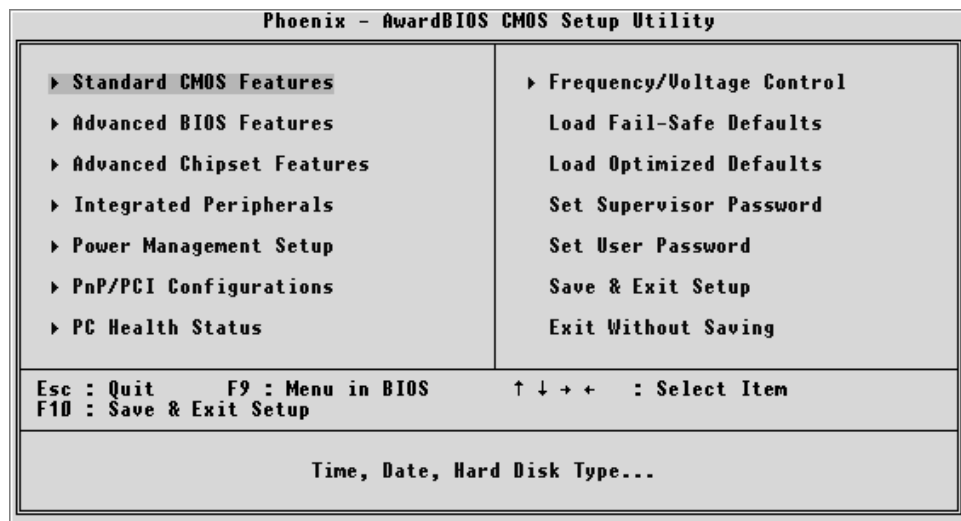 Phoenix - AwardBIOS CMOS Setup Utility
▸ Standard CMOS Features
▸ Advanced BIOS Features
▸ Advanced Chipset Features
▸ Integrated Peripherals
▸ Power Management Setup
▸ PnP/PCI Configurations
▸ PC Health Status
▸ Frequency/Voltage Control
Load Fail-Safe Defaults
Load Optimized Defaults
Set Supervisor Password
Set User Password
Save & Exit Setup
Exit Without Saving
Esc : Quit F9 : Menu in BIOS ↑ ↓ → ← : Select Item
F10 : Save & Exit Setup
Time, Date, Hard Disk Type...